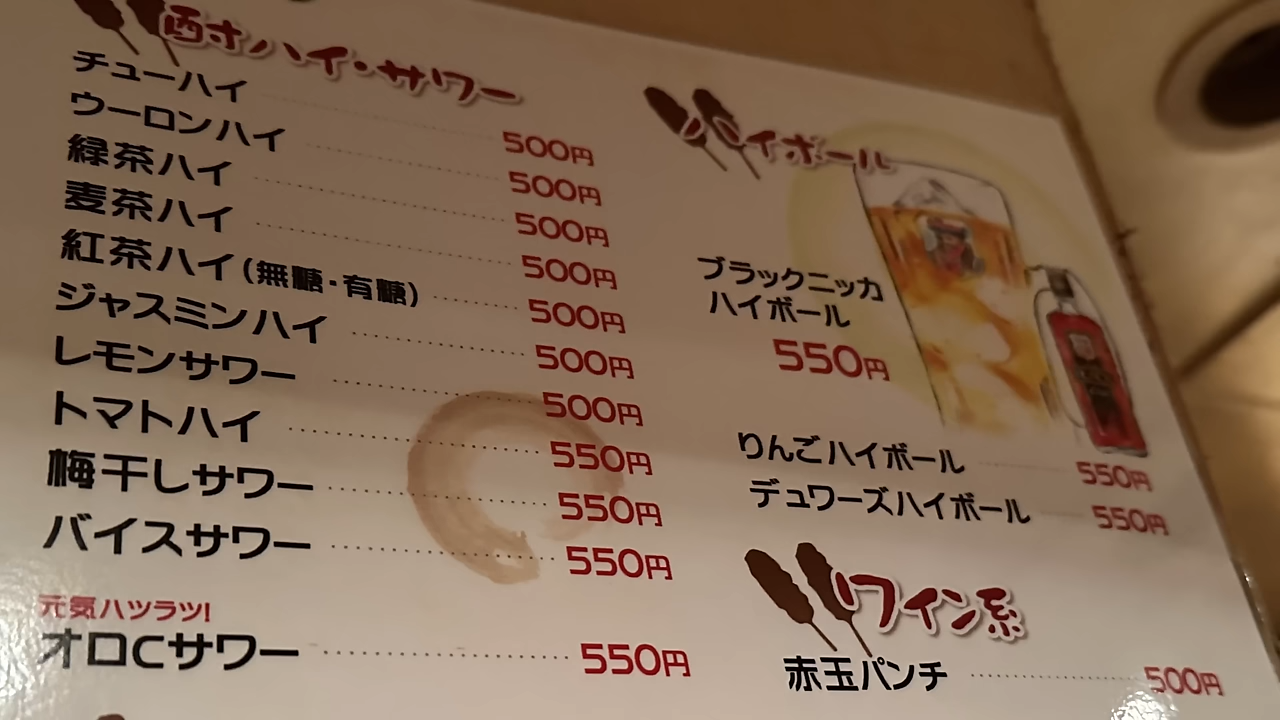 酎ハイ・サワー
チューハイ 500円
ウーロンハイ 500円
緑茶ハイ 500円
麦茶ハイ 500円
紅茶ハイ(無糖・有糖) 500円
ジャスミンハイ 500円
レモンサワー 500円
トマトハイ 550円
梅干しサワー 550円
バイスサワー 550円
元気ハツラツ!
オロCサワー 550円
ハイボール
ブラックニッカ
ハイボール
550円
りんごハイボール 550円
デュワーズハイボール 550円
ワイン系
赤玉パンチ 500円